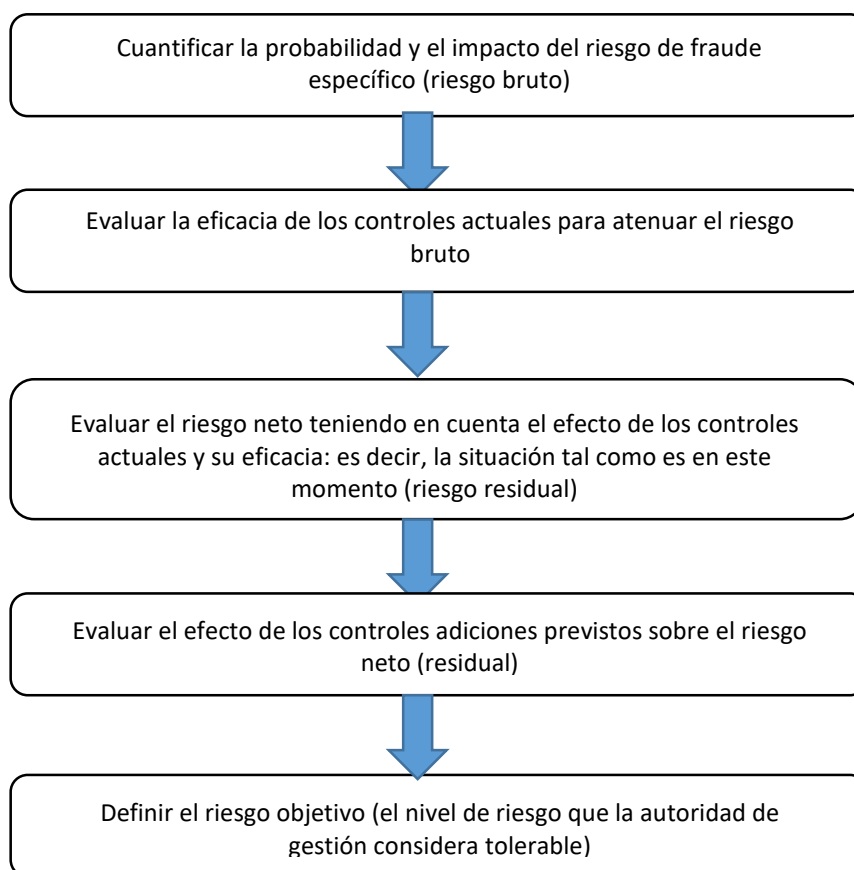 Cuantificar la probabilidad y el impacto del riesgo de fraude
específico (riesgo bruto)
Evaluar la eficacia de los controles actuales para atenuar el riesgo
bruto
Evaluar el riesgo neto teniendo en cuenta el efecto de los controles
actuales y su eficacia: es decir, la situación tal como es en este
momento (riesgo residual)
Evaluar el efecto de los controles adiciones previstos sobre el riesgo
neto (residual)
Definir el riesgo objetivo (el nivel de riesgo que la autoridad de
gestión considera tolerable)